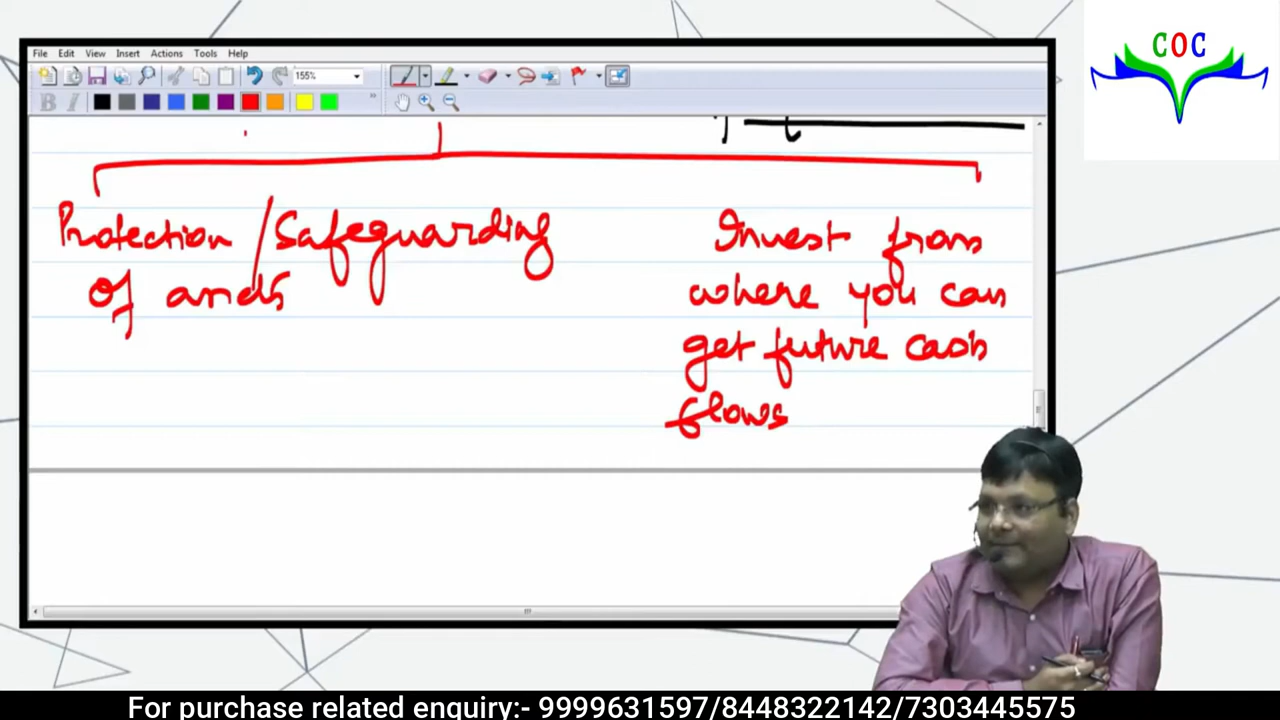 COC
File Edit View Insert Actions Tools Help
155%
B I
Protection / Safeguarding
of assets
Invest from
where you can
get future cash
flows
For purchase related enquiry:- 9999631597/8448322142/7303445575